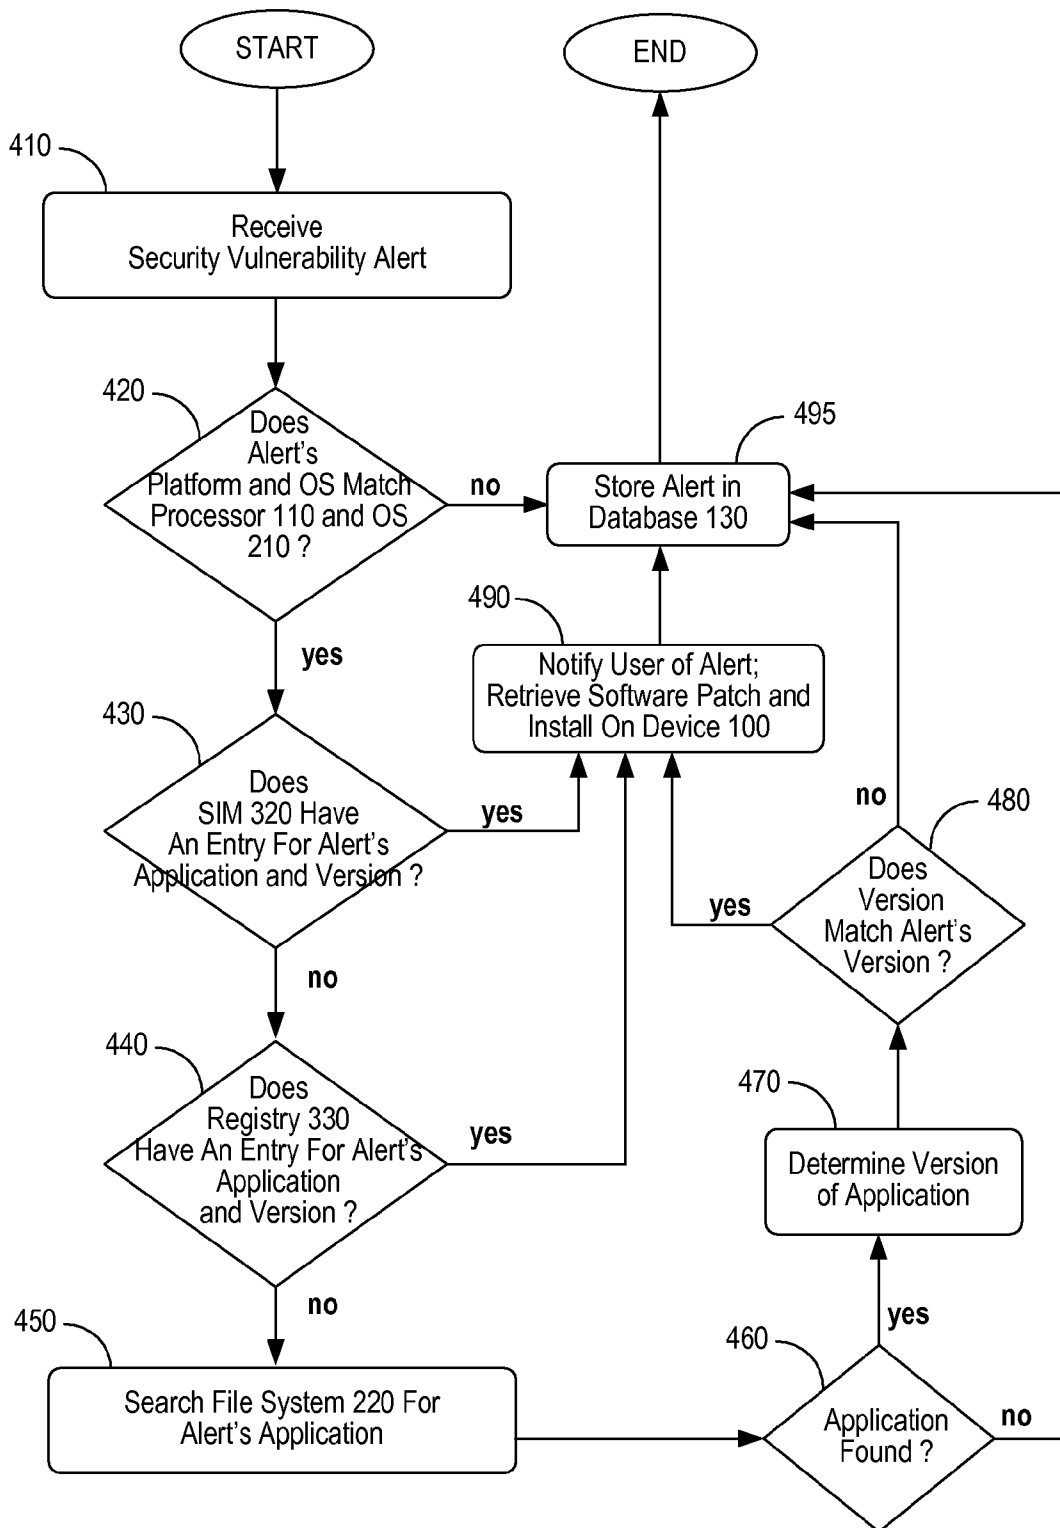 START
END
410
Receive
Security Vulnerability Alert
420
Does
Alert's
Platform and OS Match
Processor 110 and OS
210 ?
no
yes
495
Store Alert in
Database 130
490
Notify User of Alert;
Retrieve Software Patch and
Install On Device 100
430
Does
SIM 320 Have
An Entry For Alert's
Application and Version ?
yes
no
440
Does
Registry 330
Have An Entry For Alert's
Application
and Version ?
yes
no
450
Search File System 220 For
Alert's Application
460
Application
Found ?
no
yes
470
Determine Version
of Application
480
Does
Version
Match Alert's
Version ?
yes
no